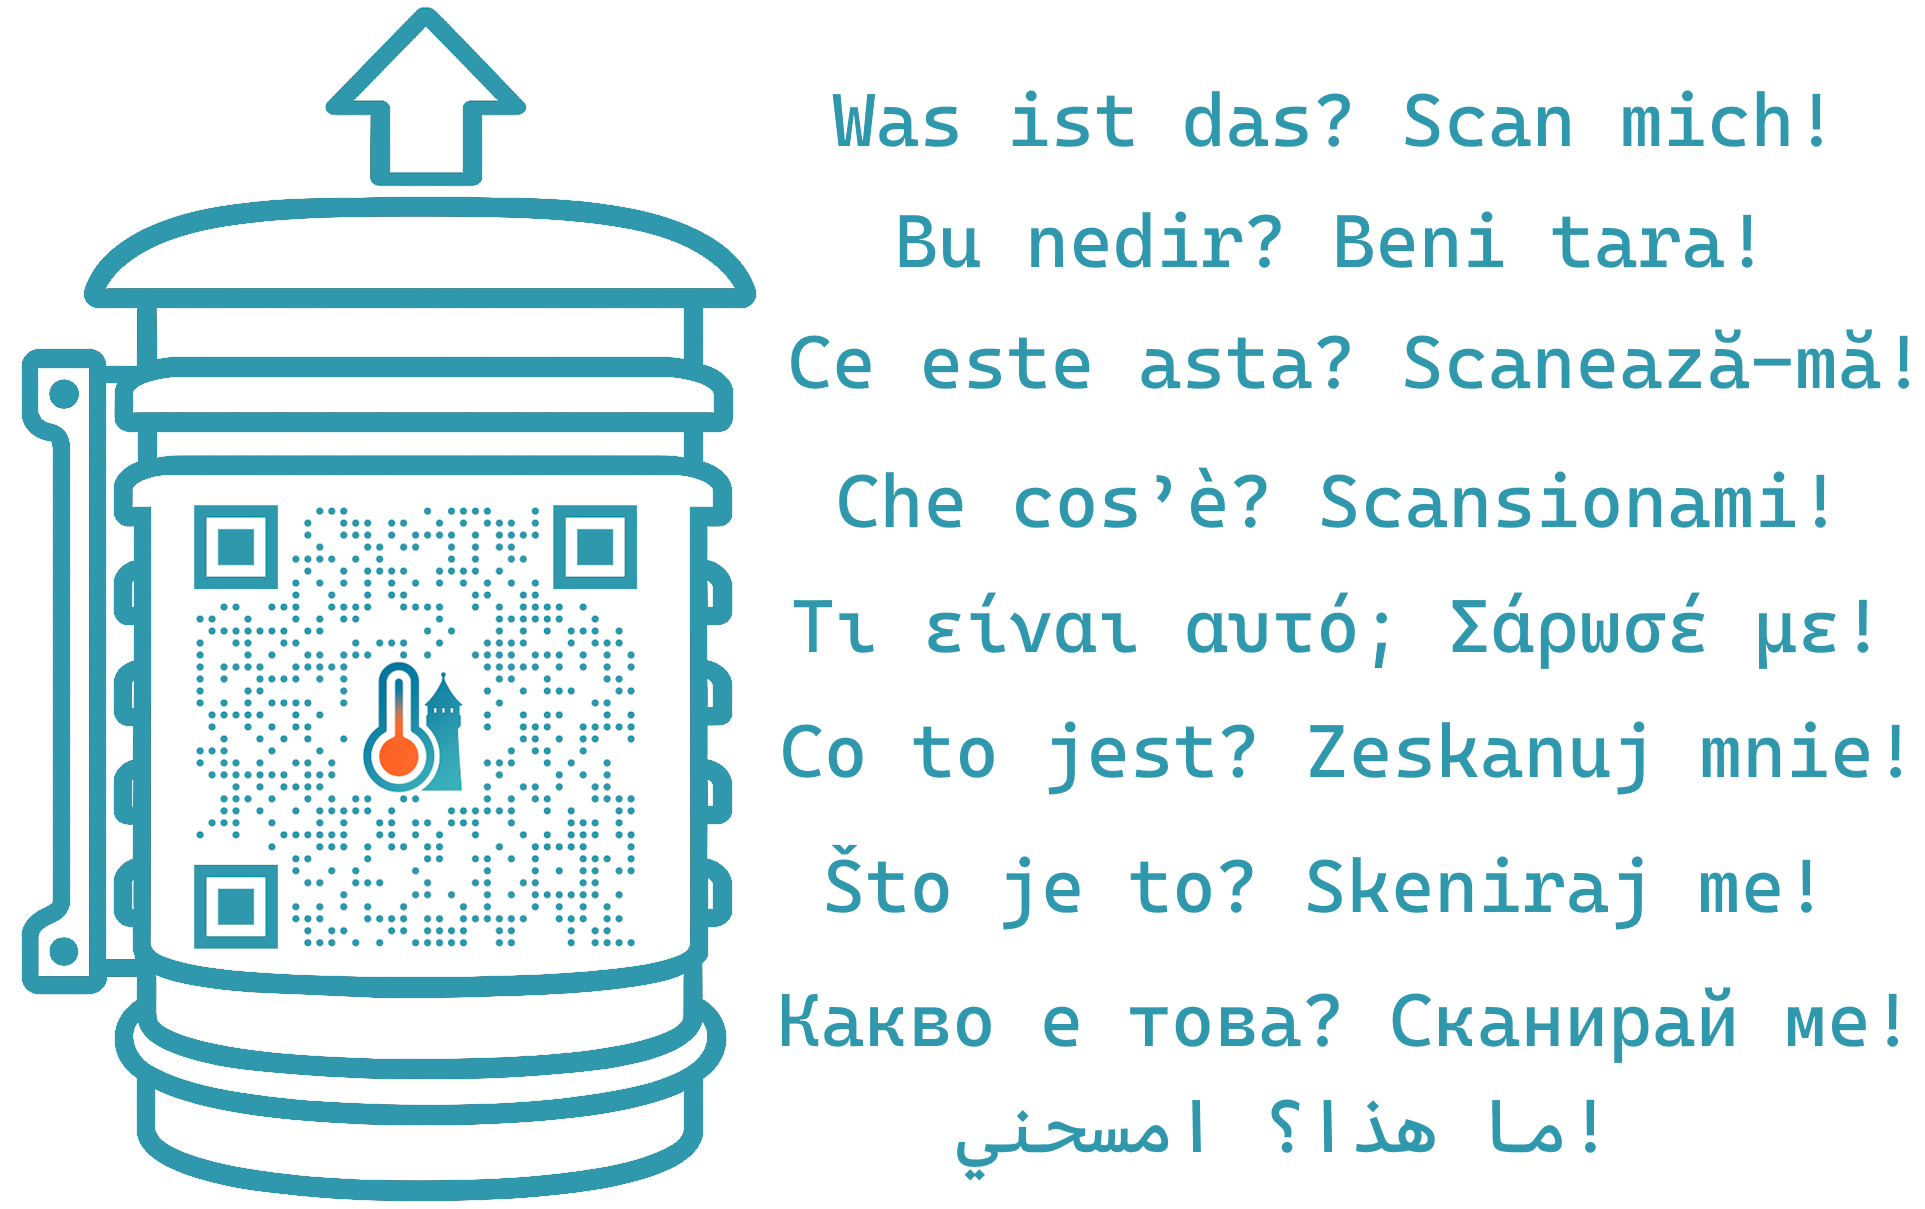 Was ist das? Scan mich!
Bu nedir? Beni tara!
Ce este asta? Scanează-mă!
Che cos’è? Scansionami!
Τι είναι αυτό; Σάρωσέ με!
Co to jest? Zeskanuj mnie!
Što je to? Skeniraj me!
Какво е това? Сканирай ме!
ما هذا؟ امسحني!